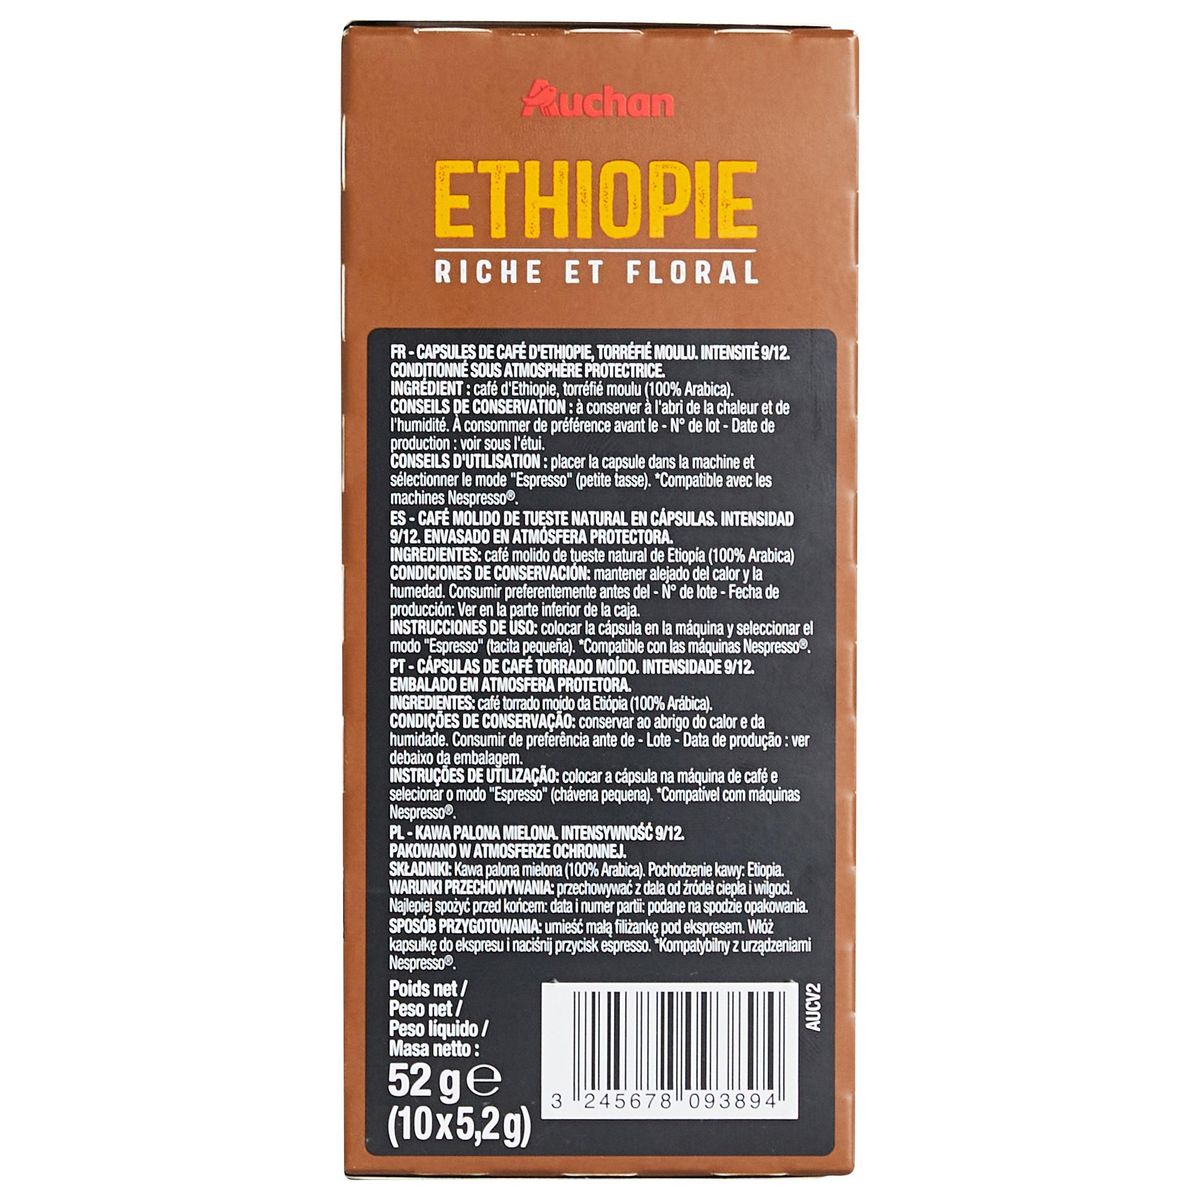 Auchan
ETHIOPIE
RICHE ET FLORAL
FR - CAPSULES DE CAFÉ D'ETHIOPIE, TORRÉFIÉ MOULU. INTENSITÉ 9/12.
CONDITIONNÉ SOUS ATMOSPHÈRE PROTECTRICE.
INGRÉDIENT : café d'Ethiopie, torréfié moulu (100% Arabica).
CONSEILS DE CONSERVATION : à conserver à l'abri de la chaleur et de
l'humidité. À consommer de préférence avant le - N° de lot - Date de
production : voir sous l'étui.
CONSEILS D'UTILISATION : placer la capsule dans la machine et
sélectionner le mode "Espresso" (petite tasse). *Compatible avec les
machines Nespresso®.
ES - CAFÉ MOLIDO DE TUESTE NATURAL EN CÁPSULAS. INTENSIDAD
9/12. ENVASADO EN ATMÓSFERA PROTECTORA.
INGREDIENTES: café molido de tueste natural de Etiopía (100% Arabica)
CONDICIONES DE CONSERVACIÓN: mantener alejado del calor y la
humedad. Consumir preferentemente antes del - N° de lote - Fecha de
producción: Ver en la parte inferior de la caja.
INSTRUCCIONES DE USO: colocar la cápsula en la máquina y seleccionar el
modo "Espresso" (tacita pequeña). *Compatible con las máquinas Nespresso®.
PT - CÁPSULAS DE CAFÉ TORRADO MOÍDO. INTENSIDADE 9/12.
EMBALADO EM ATMOSFERA PROTETORA.
INGREDIENTES: café torrado moído da Etiópia (100% Arábica).
CONDIÇÕES DE CONSERVAÇÃO: conservar ao abrigo do calor e da
humidade. Consumir de preferência ante de - Lote - Data de produção : ver
debaixo da embalagem.
INSTRUÇÕES DE UTILIZAÇÃO: colocar a cápsula na máquina de café e
selecionar o modo "Espresso" (chávena pequena). *Compatível com máquinas
Nespresso®.
PL - KAWA PALONA MIELONA. INTENSYWNOŚĆ 9/12.
PAKOWANO W ATMOSFERZE OCHRONNEJ.
SKŁADNIKI: Kawa palona mielona (100% Arabica). Pochodzenie kawy: Etiopia.
WARUNKI PRZECHOWYWANIA: przechowywać z dala od źródeł ciepła i wilgoci.
Najlepiej spożyć przed końcem: data i numer partii: podane na spodzie opakowania.
SPOSÓB PRZYGOTOWANIA: umieść małą filiżankę pod ekspresem. Włóż
kapsułkę do ekspresu i naciśnij przycisk espresso. *Kompatybilny z urządzeniami
Nespresso®.
Poids net /
Peso net /
Peso líquido /
Masa netto :
52 g e
(10x5,2g)
3 245678 093894
AUCV2